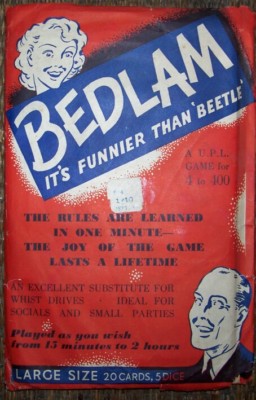 BEDLAM
IT'S FUNNIER THAN 'BEETLE'
A U.P.L.
GAME for
4 to 400
THE RULES ARE LEARNED
IN ONE MINUTE—
THE JOY OF THE GAME
LASTS A LIFETIME
AN EXCELLENT SUBSTITUTE FOR
WHIST DRIVES · IDEAL FOR
SOCIALS AND SMALL PARTIES
Played as you wish
from 15 minutes to 2 hours
LARGE SIZE 20 CARDS, 5 DICE